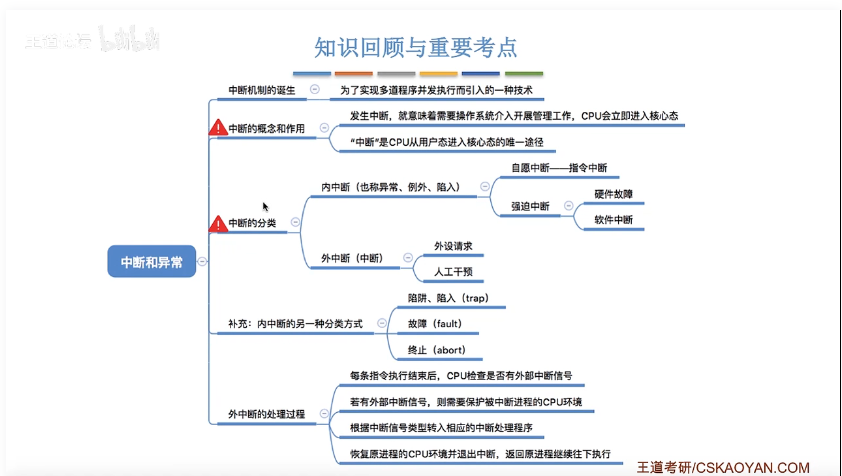 知识回顾与重要考点
中断和异常
中断机制的诞生
为了实现多道程序并发执行而引入的一种技术
中断的概念和作用
发生中断，就意味着需要操作系统介入开展管理工作，CPU会立即进入核心态
“中断”是CPU从用户态进入核心态的唯一途径
中断的分类
内中断（也称异常、例外、陷入）
自愿中断——指令中断
强迫中断
硬件故障
软件中断
外中断（中断）
外设请求
人工干预
补充：内中断的另一种分类方式
陷阱、陷入（trap）
故障（fault）
终止（abort）
外中断的处理过程
每条指令执行结束后，CPU检查是否有外部中断信号
若有外部中断信号，则需要保护被中断进程的CPU环境
根据中断信号类型转入相应的中断处理程序
恢复原进程的CPU环境并退出中断，返回原进程继续往下执行
王道考研/CSKAOYAN.COM